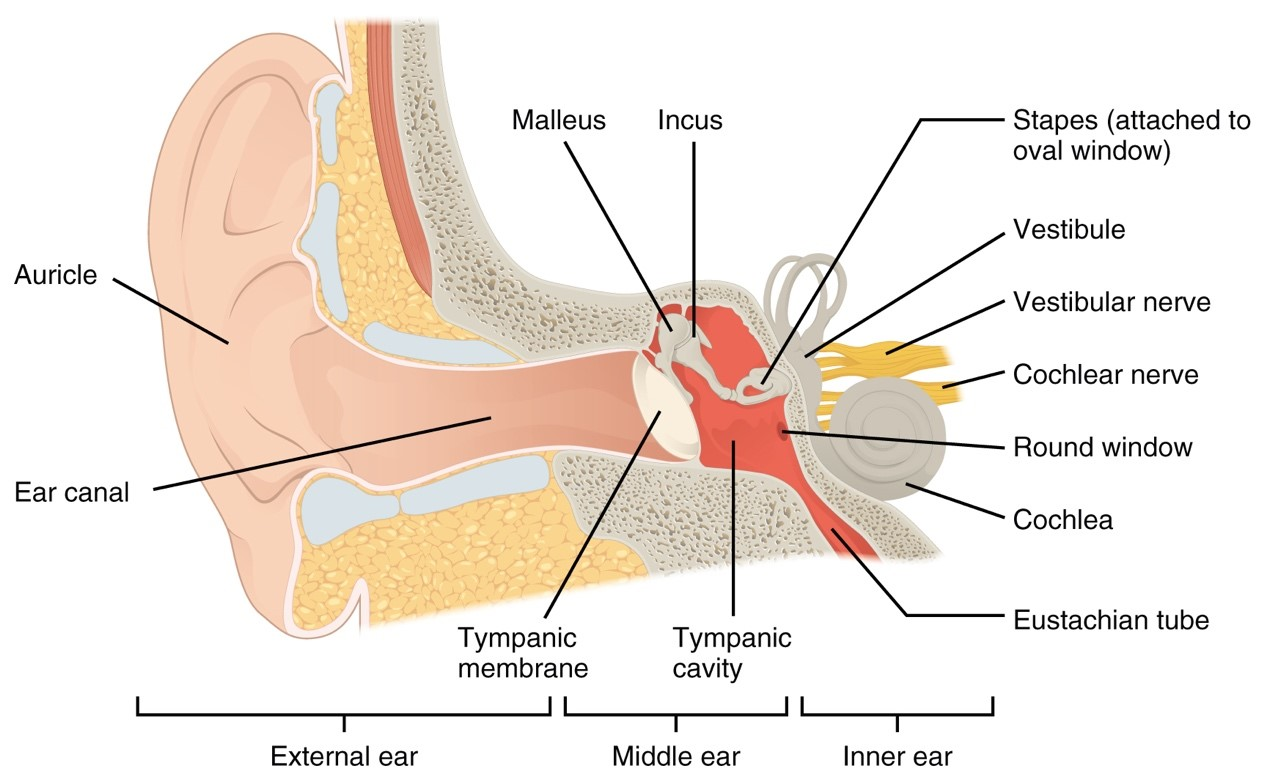 Malleus
Incus
Stapes (attached to
oval window)
Vestibule
Vestibular nerve
Auricle
Cochlear nerve
Round window
Ear canal
Cochlea
Eustachian tube
Tympanic
membrane
Tympanic
cavity
External ear
Middle ear
Inner ear